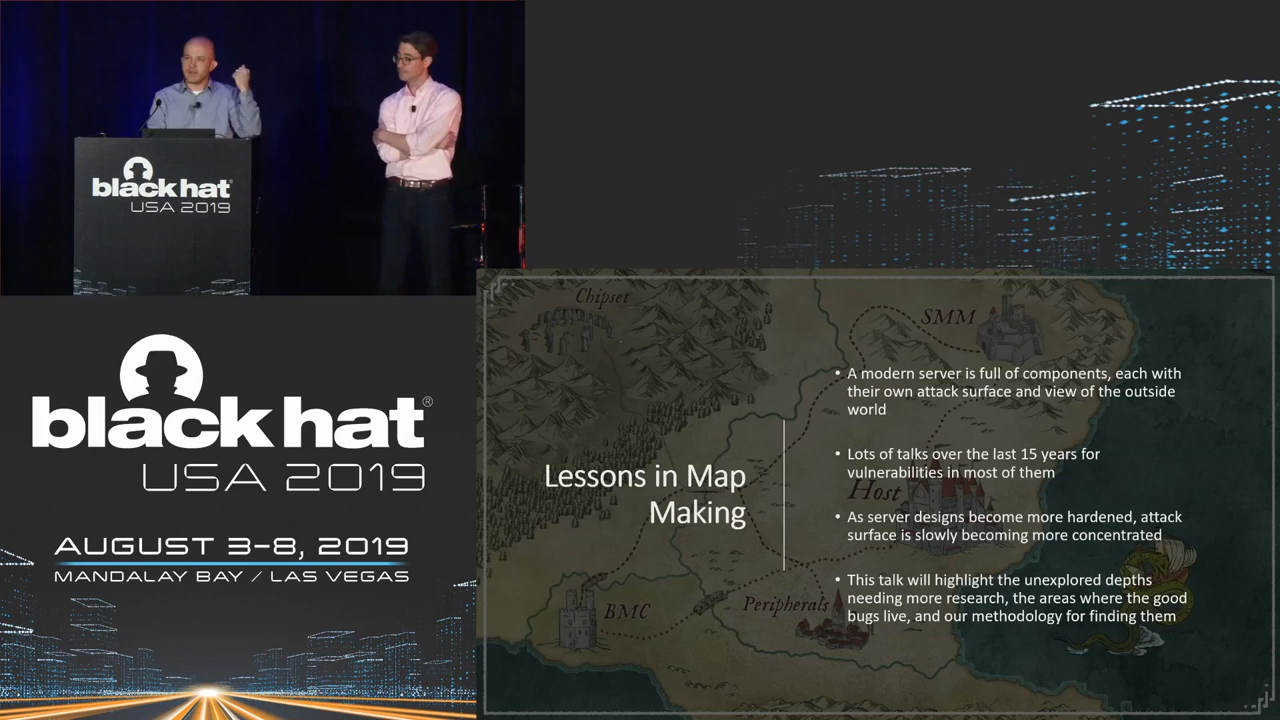 black hat
USA 2019
black hat®
USA 2019
AUGUST 3-8, 2019
MANDALAY BAY / LAS VEGAS
Chipset
SMM
Host
BMC
Peripherals
Lessons in Map
Making
• A modern server is full of components, each with
their own attack surface and view of the outside
world
• Lots of talks over the last 15 years for
vulnerabilities in most of them
• As server designs become more hardened, attack
surface is slowly becoming more concentrated
• This talk will highlight the unexplored depths
needing more research, the areas where the good
bugs live, and our methodology for finding them